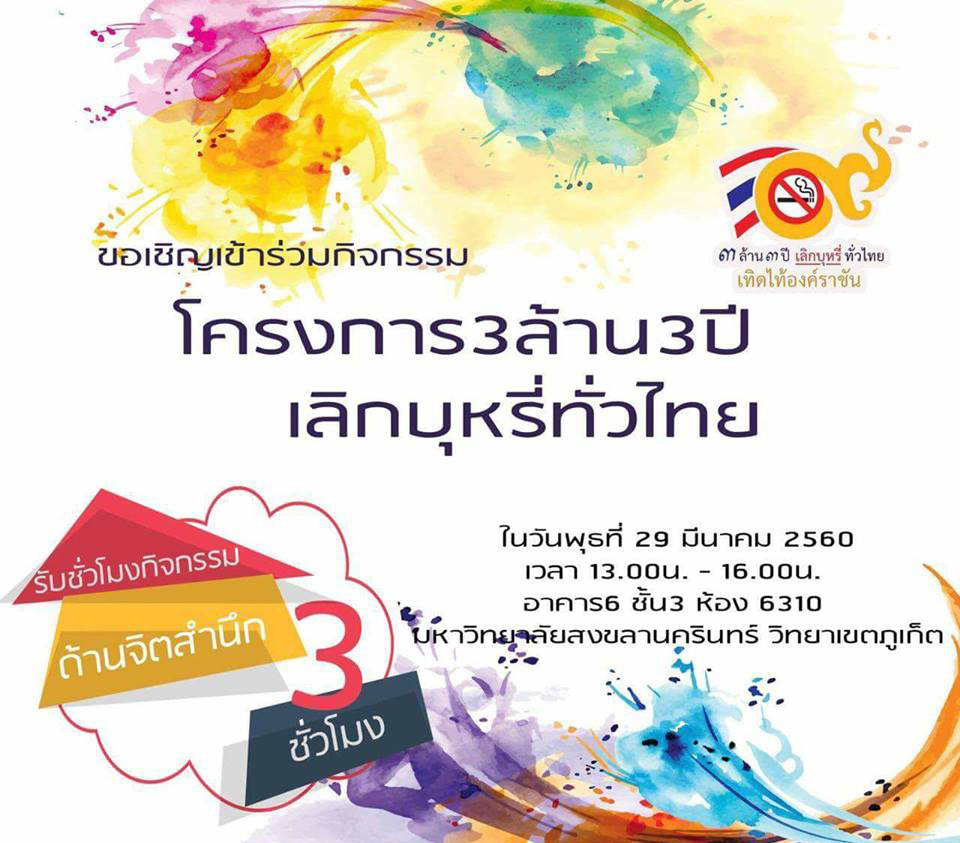 ขอเชิญเข้าร่วมกิจกรรม
๓ ล้าน ๓ ปี เลิกบุหรี่ ทั่วไทย
เทิดไท้องค์ราชัน
โครงการ3ล้าน3ปี
เลิกบุหรี่ทั่วไทย
รับชั่วโมงกิจกรรม
ด้านจิตสำนึก
3
ชั่วโมง
ในวันพุธที่ 29 มีนาคม 2560
เวลา 13.00น. - 16.00น.
อาคาร6 ชั้น3 ห้อง 6310
มหาวิทยาลัยสงขลานครินทร์ วิทยาเขตภูเก็ต